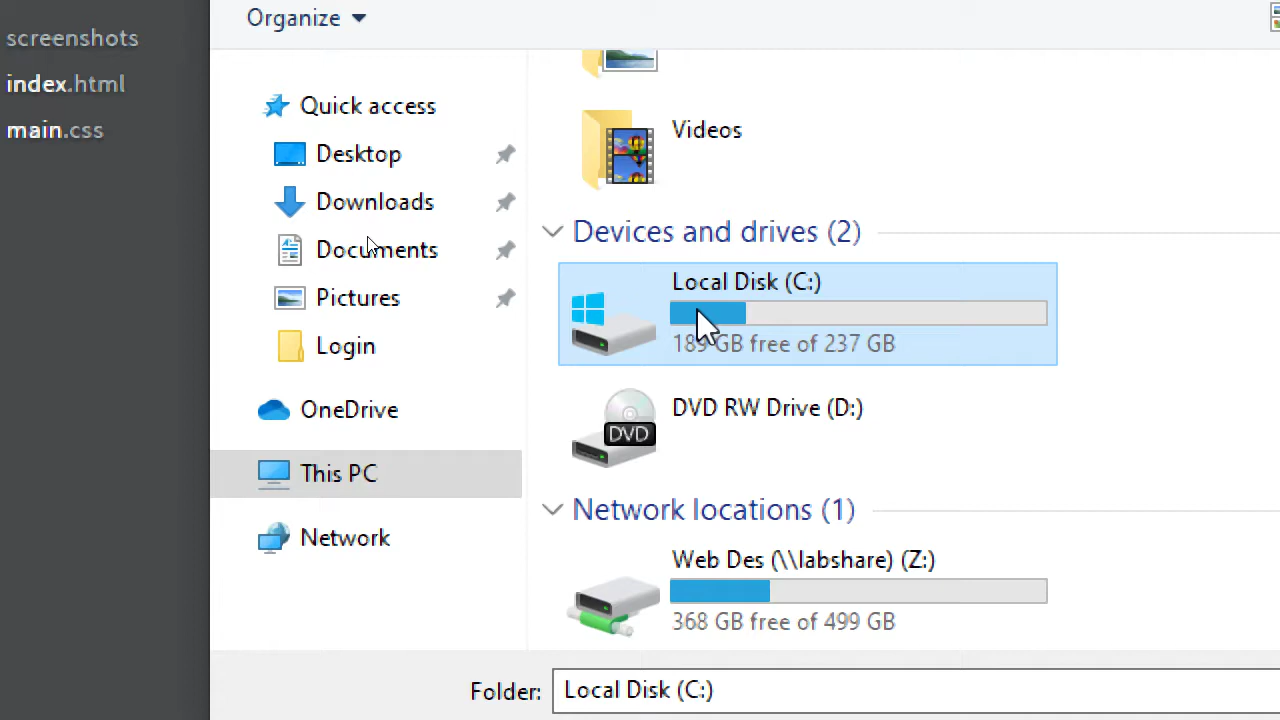 screenshots
index.html
main.css
Organize
Quick access
Desktop
Downloads
Documents
Pictures
Login
OneDrive
This PC
Network
Videos
Devices and drives (2)
Local Disk (C:)
189 GB free of 237 GB
DVD RW Drive (D:)
DVD
Network locations (1)
Web Des (\\labshare) (Z:)
368 GB free of 499 GB
Folder: Local Disk (C:)